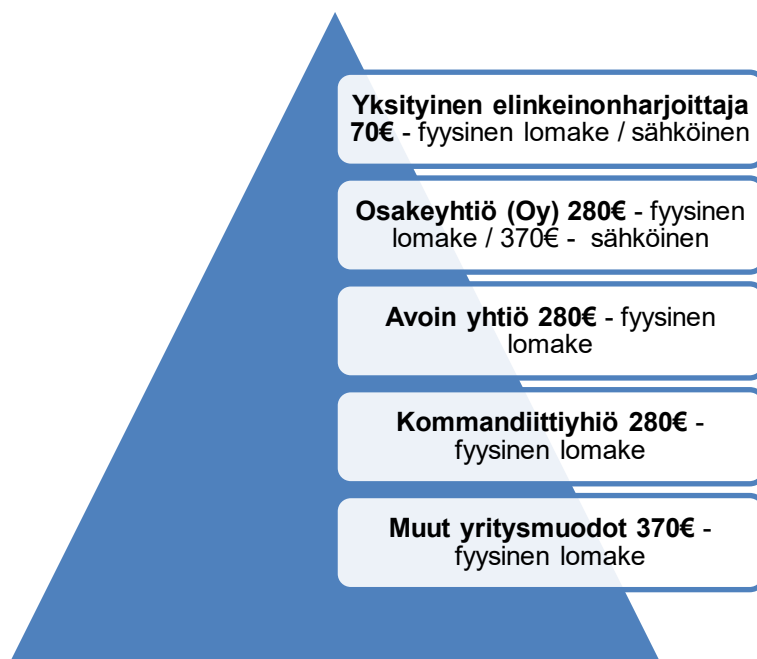 Yksityinen elinkeinonharjoittaja
70€ - fyysinen lomake / sähköinen
Osakeyhtiö (Oy) 280€ - fyysinen
lomake / 370€ - sähköinen
Avoin yhtiö 280€ - fyysinen
lomake
Kommandiittiyhiö 280€ -
fyysinen lomake
Muut yritysmuodot 370€ -
fyysinen lomake